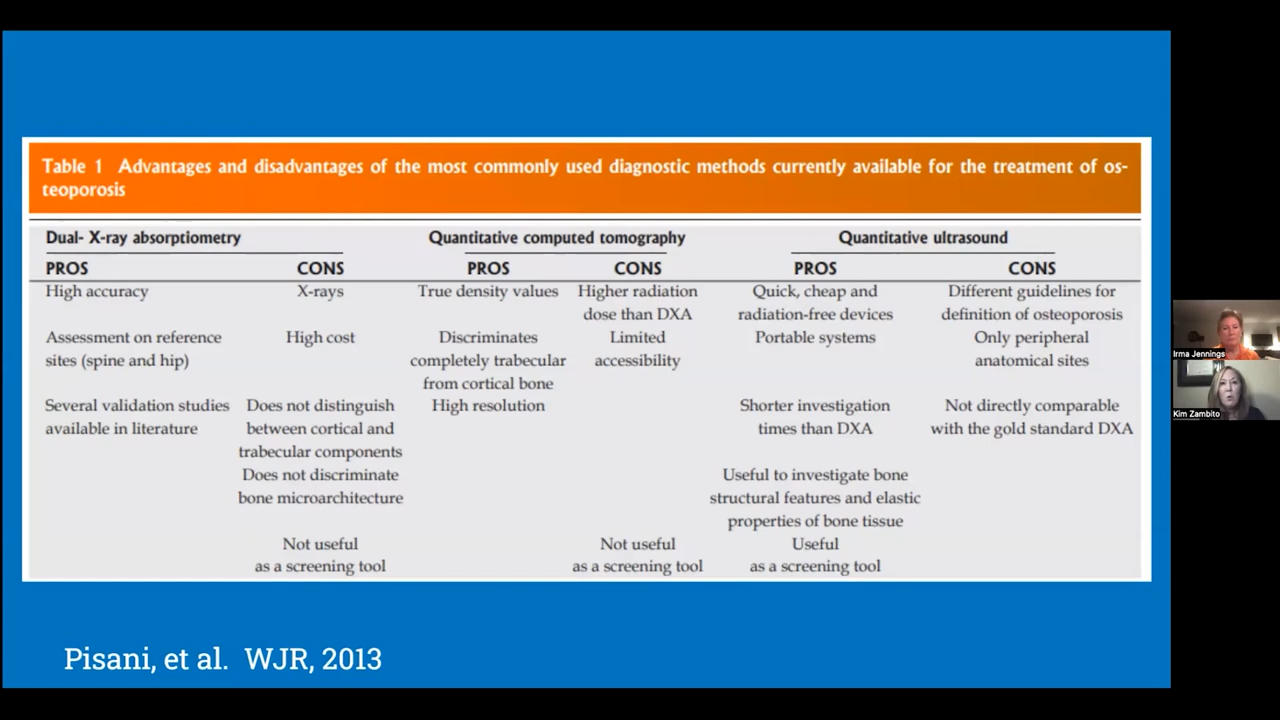 Table 1 Advantages and disadvantages of the most commonly used diagnostic methods currently available for the treatment of os-
teoporosis
Dual- X-ray absorptiometry Quantitative computed tomography Quantitative ultrasound
PROS CONS PROS CONS PROS CONS
High accuracy X-rays True density values Higher radiation Quick, cheap and Different guidelines for
dose than DXA radiation-free devices definition of osteoporosis
Assessment on reference High cost Discriminates Limited Portable systems Only peripheral
sites (spine and hip) completely trabecular accessibility anatomical sites
from cortical bone
Several validation studies Does not distinguish High resolution Shorter investigation Not directly comparable
available in literature between cortical and times than DXA with the gold standard DXA
trabecular components
Does not discriminate Useful to investigate bone
bone microarchitecture structural features and elastic
properties of bone tissue
Not useful Not useful Useful
as a screening tool as a screening tool as a screening tool
Pisani, et al. WJR, 2013
Irma Jennings
Kim Zambito